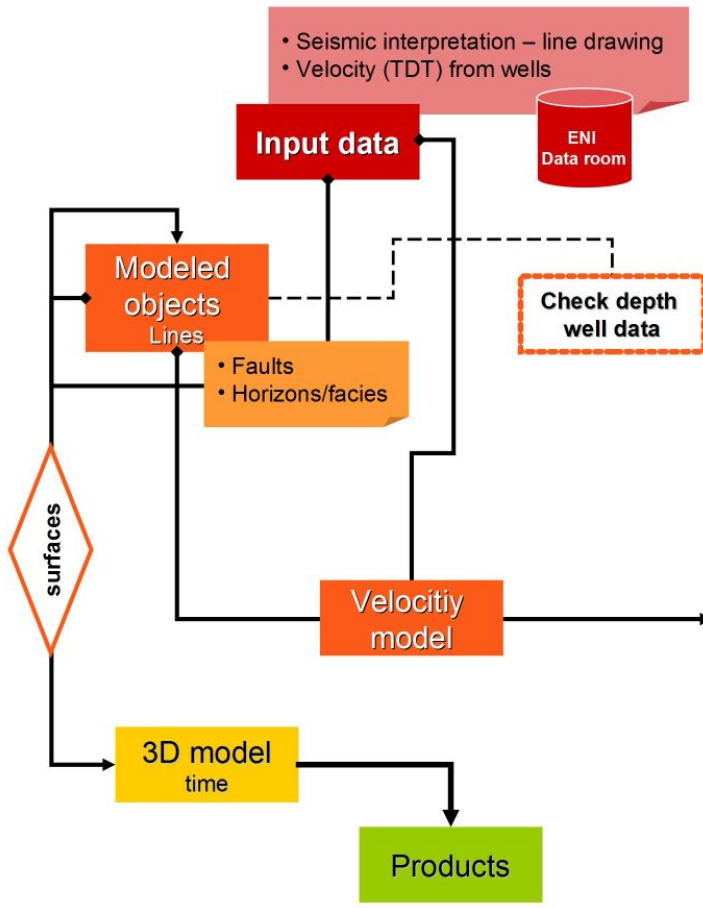 • Seismic interpretation – line drawing
• Velocity (TDT) from wells
Input data
ENI
Data room
Modeled
objects
Lines
Check depth
well data
• Faults
• Horizons/facies
surfaces
Velocitiy
model
3D model
time
Products